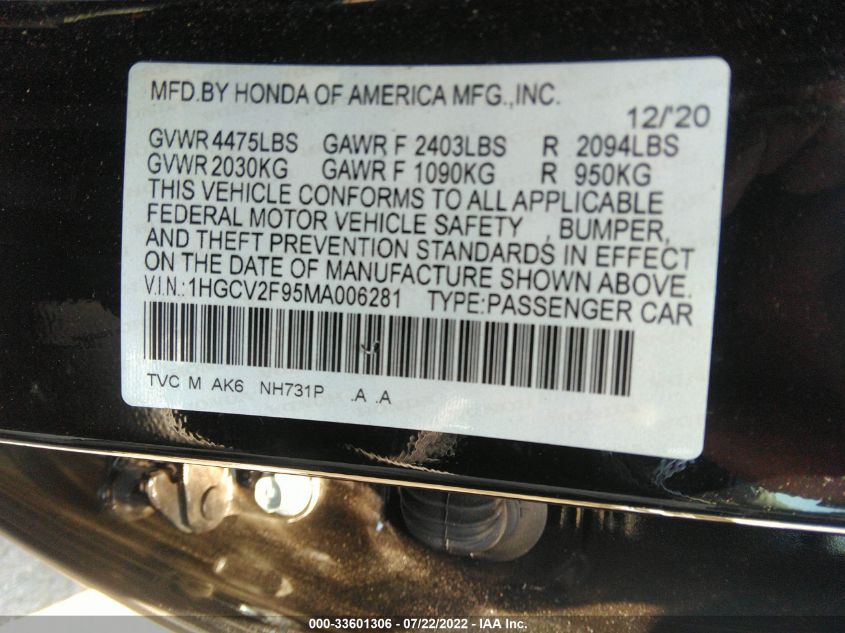 MFD.BY HONDA OF AMERICA MFG.,INC.
12/'20
GVWR 4475LBS GAWR F 2403LBS R 2094LBS
GVWR 2030KG GAWR F 1090KG R 950KG
THIS VEHICLE CONFORMS TO ALL APPLICABLE
FEDERAL MOTOR VEHICLE SAFETY , BUMPER,
AND THEFT PREVENTION STANDARDS IN EFFECT
ON THE DATE OF MANUFACTURE SHOWN ABOVE.
V.I.N.:1HGCV2F95MA006281 TYPE:PASSENGER CAR
TVC M AK6 NH731P .A .A
000-33601306 - 07/22/2022 - IAA Inc.